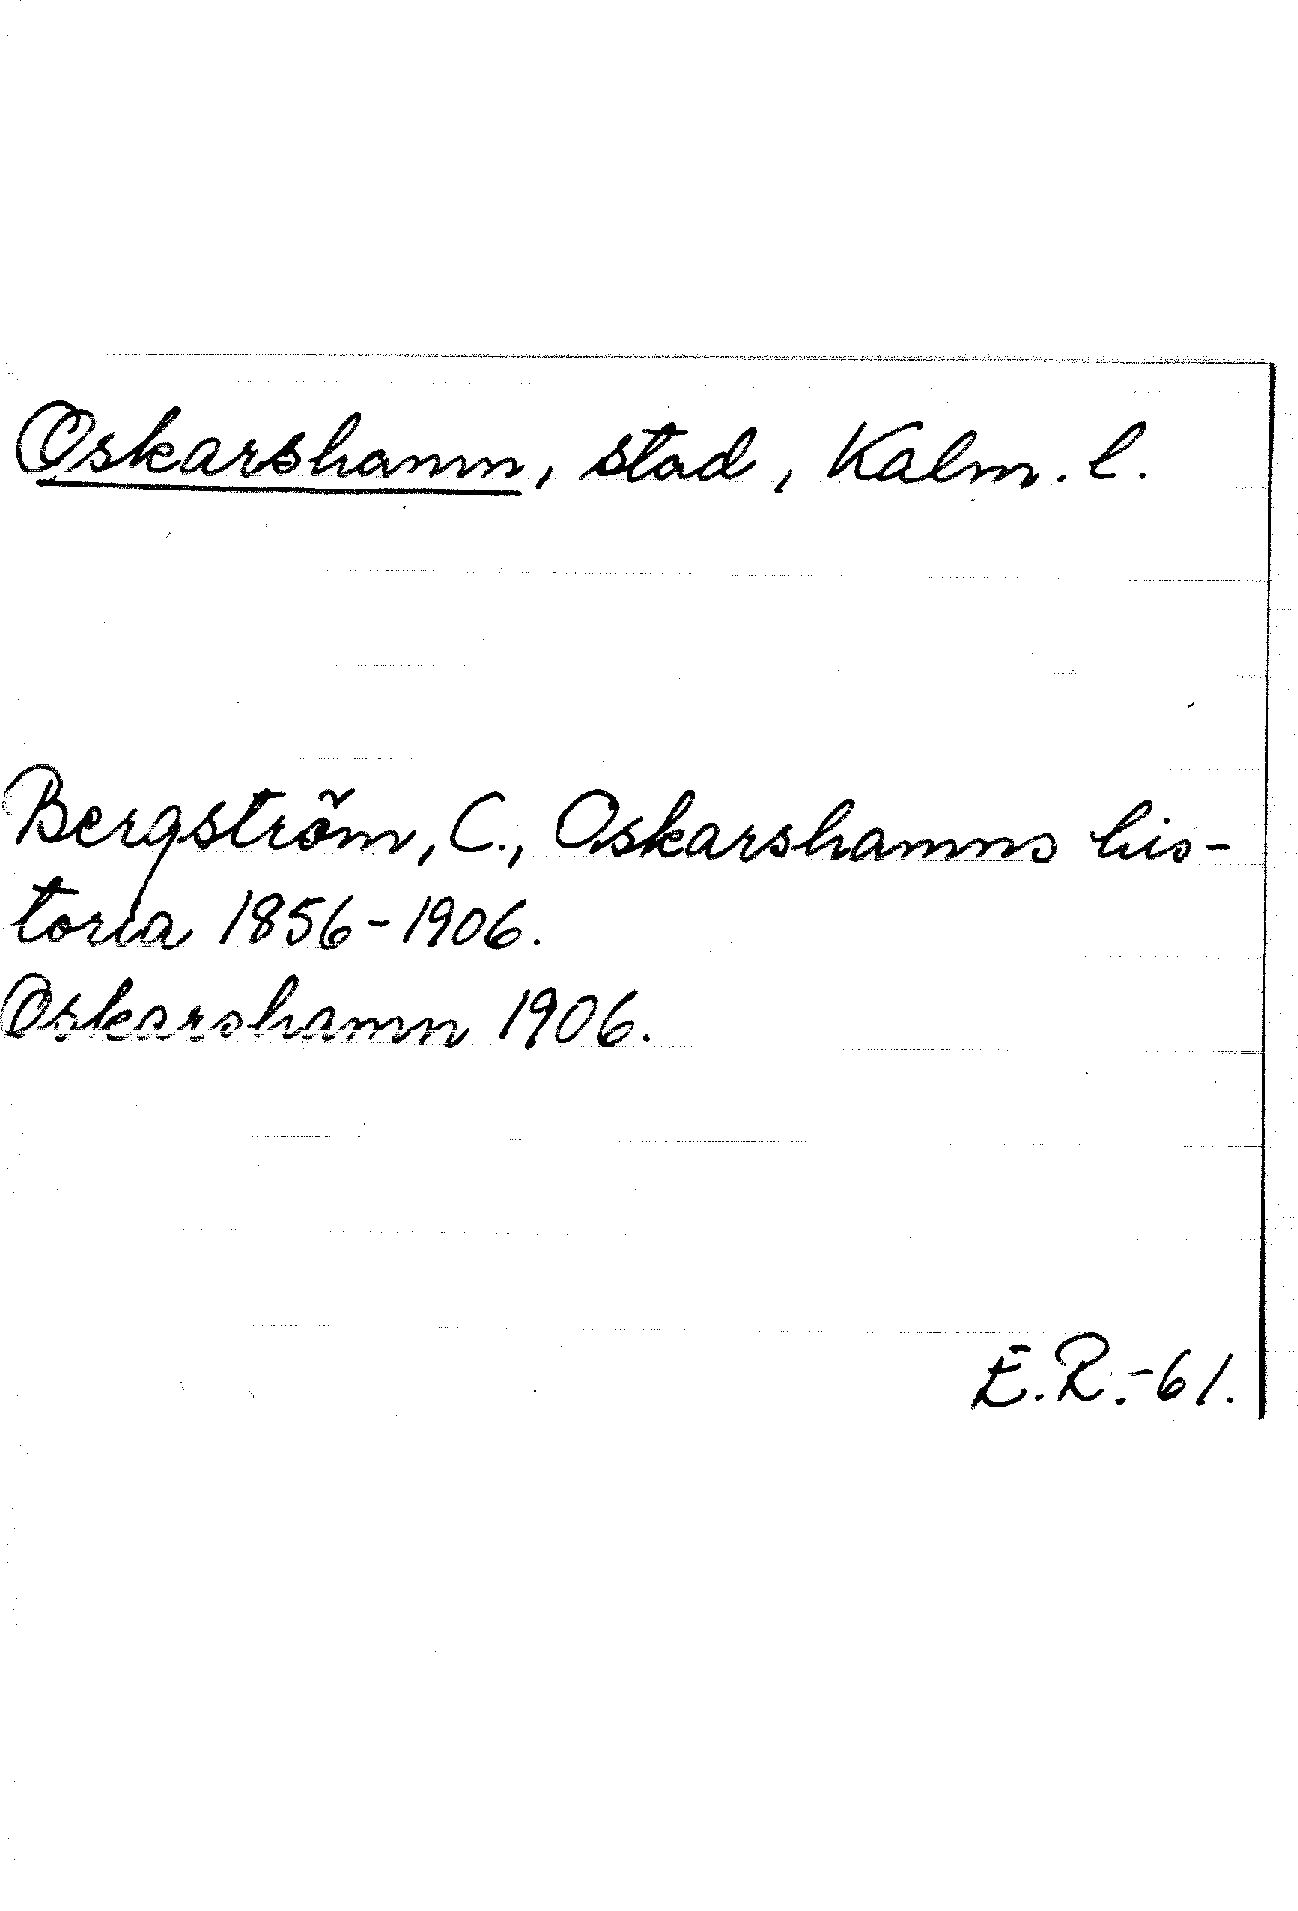 Oskarshamn, stad, Kalm. l.
Bergström, C., Oskarshamns his-
toria 1856-1906.
Oskarshamn 1906.
E.R.-61.